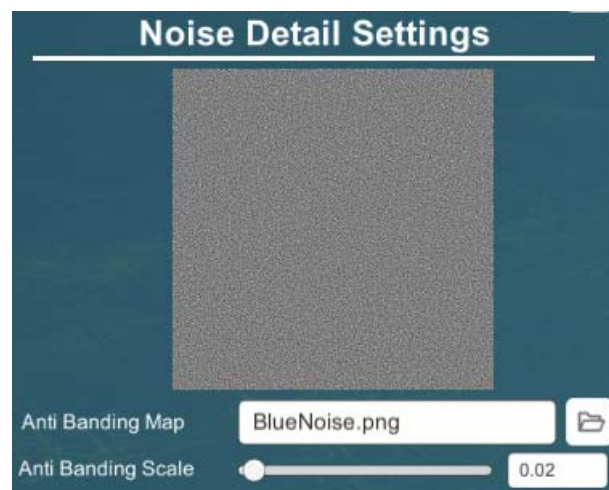 Noise Detail Settings
Anti Banding Map BlueNoise.png
Anti Banding Scale 0.02